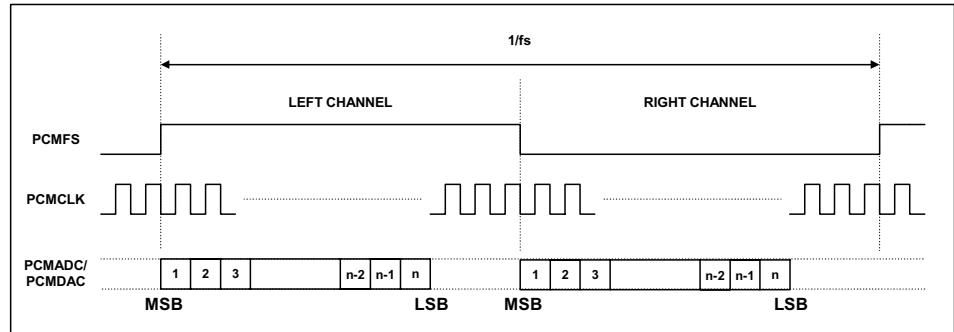 1/fs
LEFT CHANNEL RIGHT CHANNEL
PCMFS
PCMCLK
PCMADC/
PCMDAC
1 2 3 n-2 n-1 n 1 2 3 n-2 n-1 n
MSB LSB MSB LSB